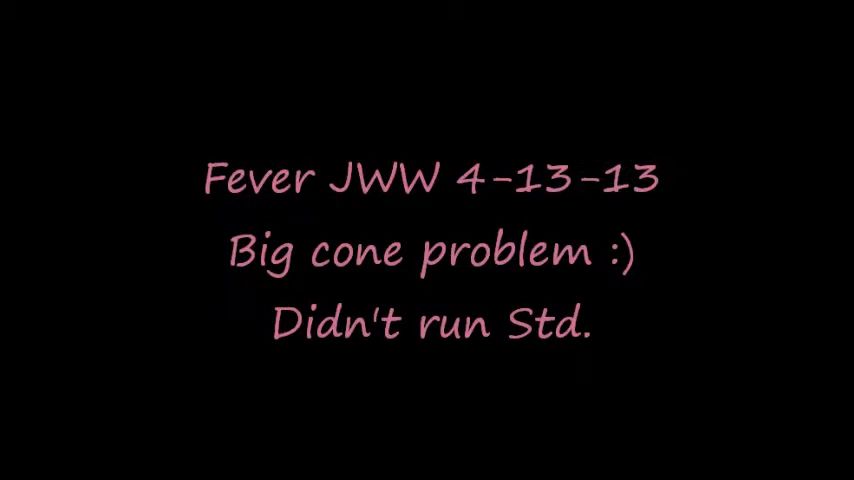 Fever JWW 4-13-13
Big cone problem :)
Didn't run Std.